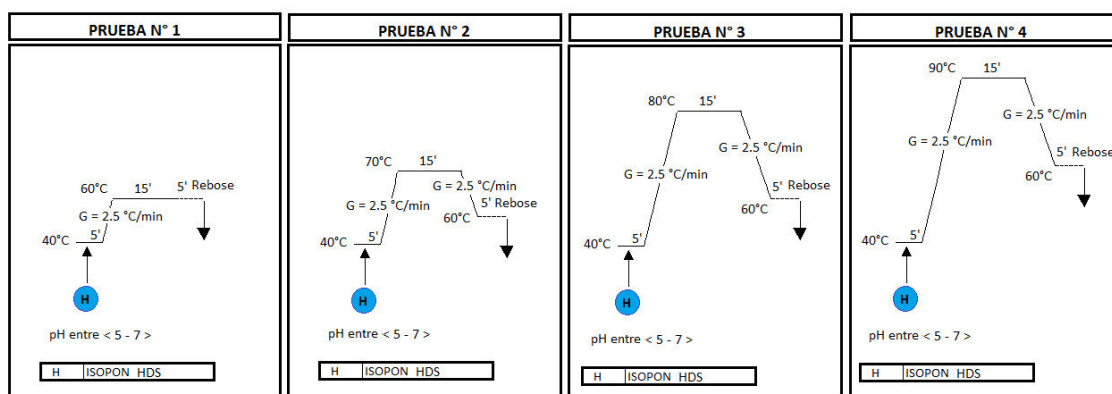 PRUEBA N° 1
60°C 15' 5' Rebose
G = 2.5 °C/min
40°C 5'
H
pH entre < 5 - 7 >
H ISOPON HDS
PRUEBA N° 2
70°C 15'
G = 2.5 °C/min
5' Rebose
G = 2.5 °C/min
60°C
40°C 5'
H
pH entre < 5 - 7 >
H ISOPON HDS
PRUEBA N° 3
80°C 15'
G = 2.5 °C/min
G = 2.5 °C/min
5' Rebose
60°C
40°C 5'
H
pH entre < 5 - 7 >
H ISOPON HDS
PRUEBA N° 4
90°C 15'
G = 2.5 °C/min
G = 2.5 °C/min
5' Rebose
60°C
40°C 5'
H
pH entre < 5 - 7 >
H ISOPON HDS